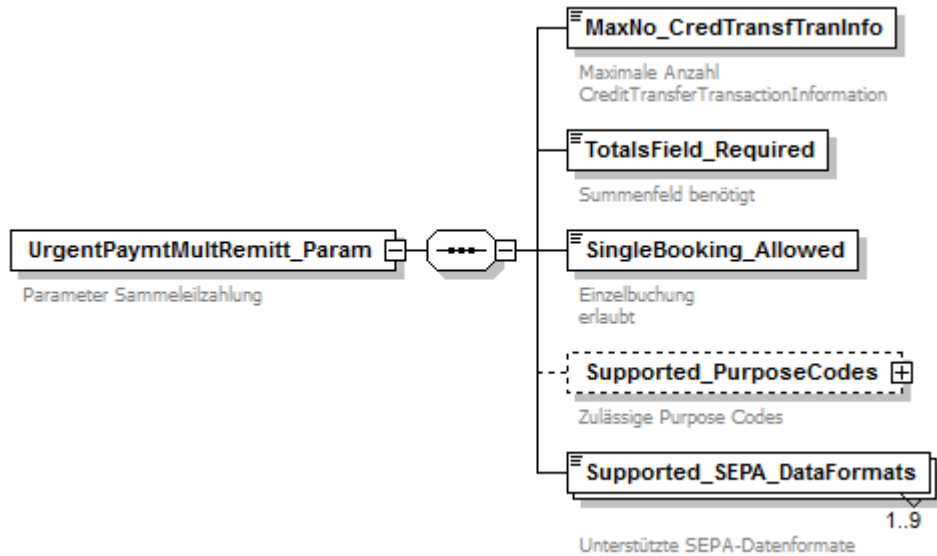 MaxNo_CredTransfTranInfo
Maximale Anzahl
CreditTransferTransactionInformation
TotalsField_Required
Summenfeld benötigt
UrgentPaymtMultRemitt_Param
Parameter Sammeleilzahlung
SingleBooking_Allowed
Einzelbuchung
erlaubt
Supported_PurposeCodes
Zulässige Purpose Codes
Supported_SEPA_DataFormats
1..9
Unterstützte SEPA-Datenformate